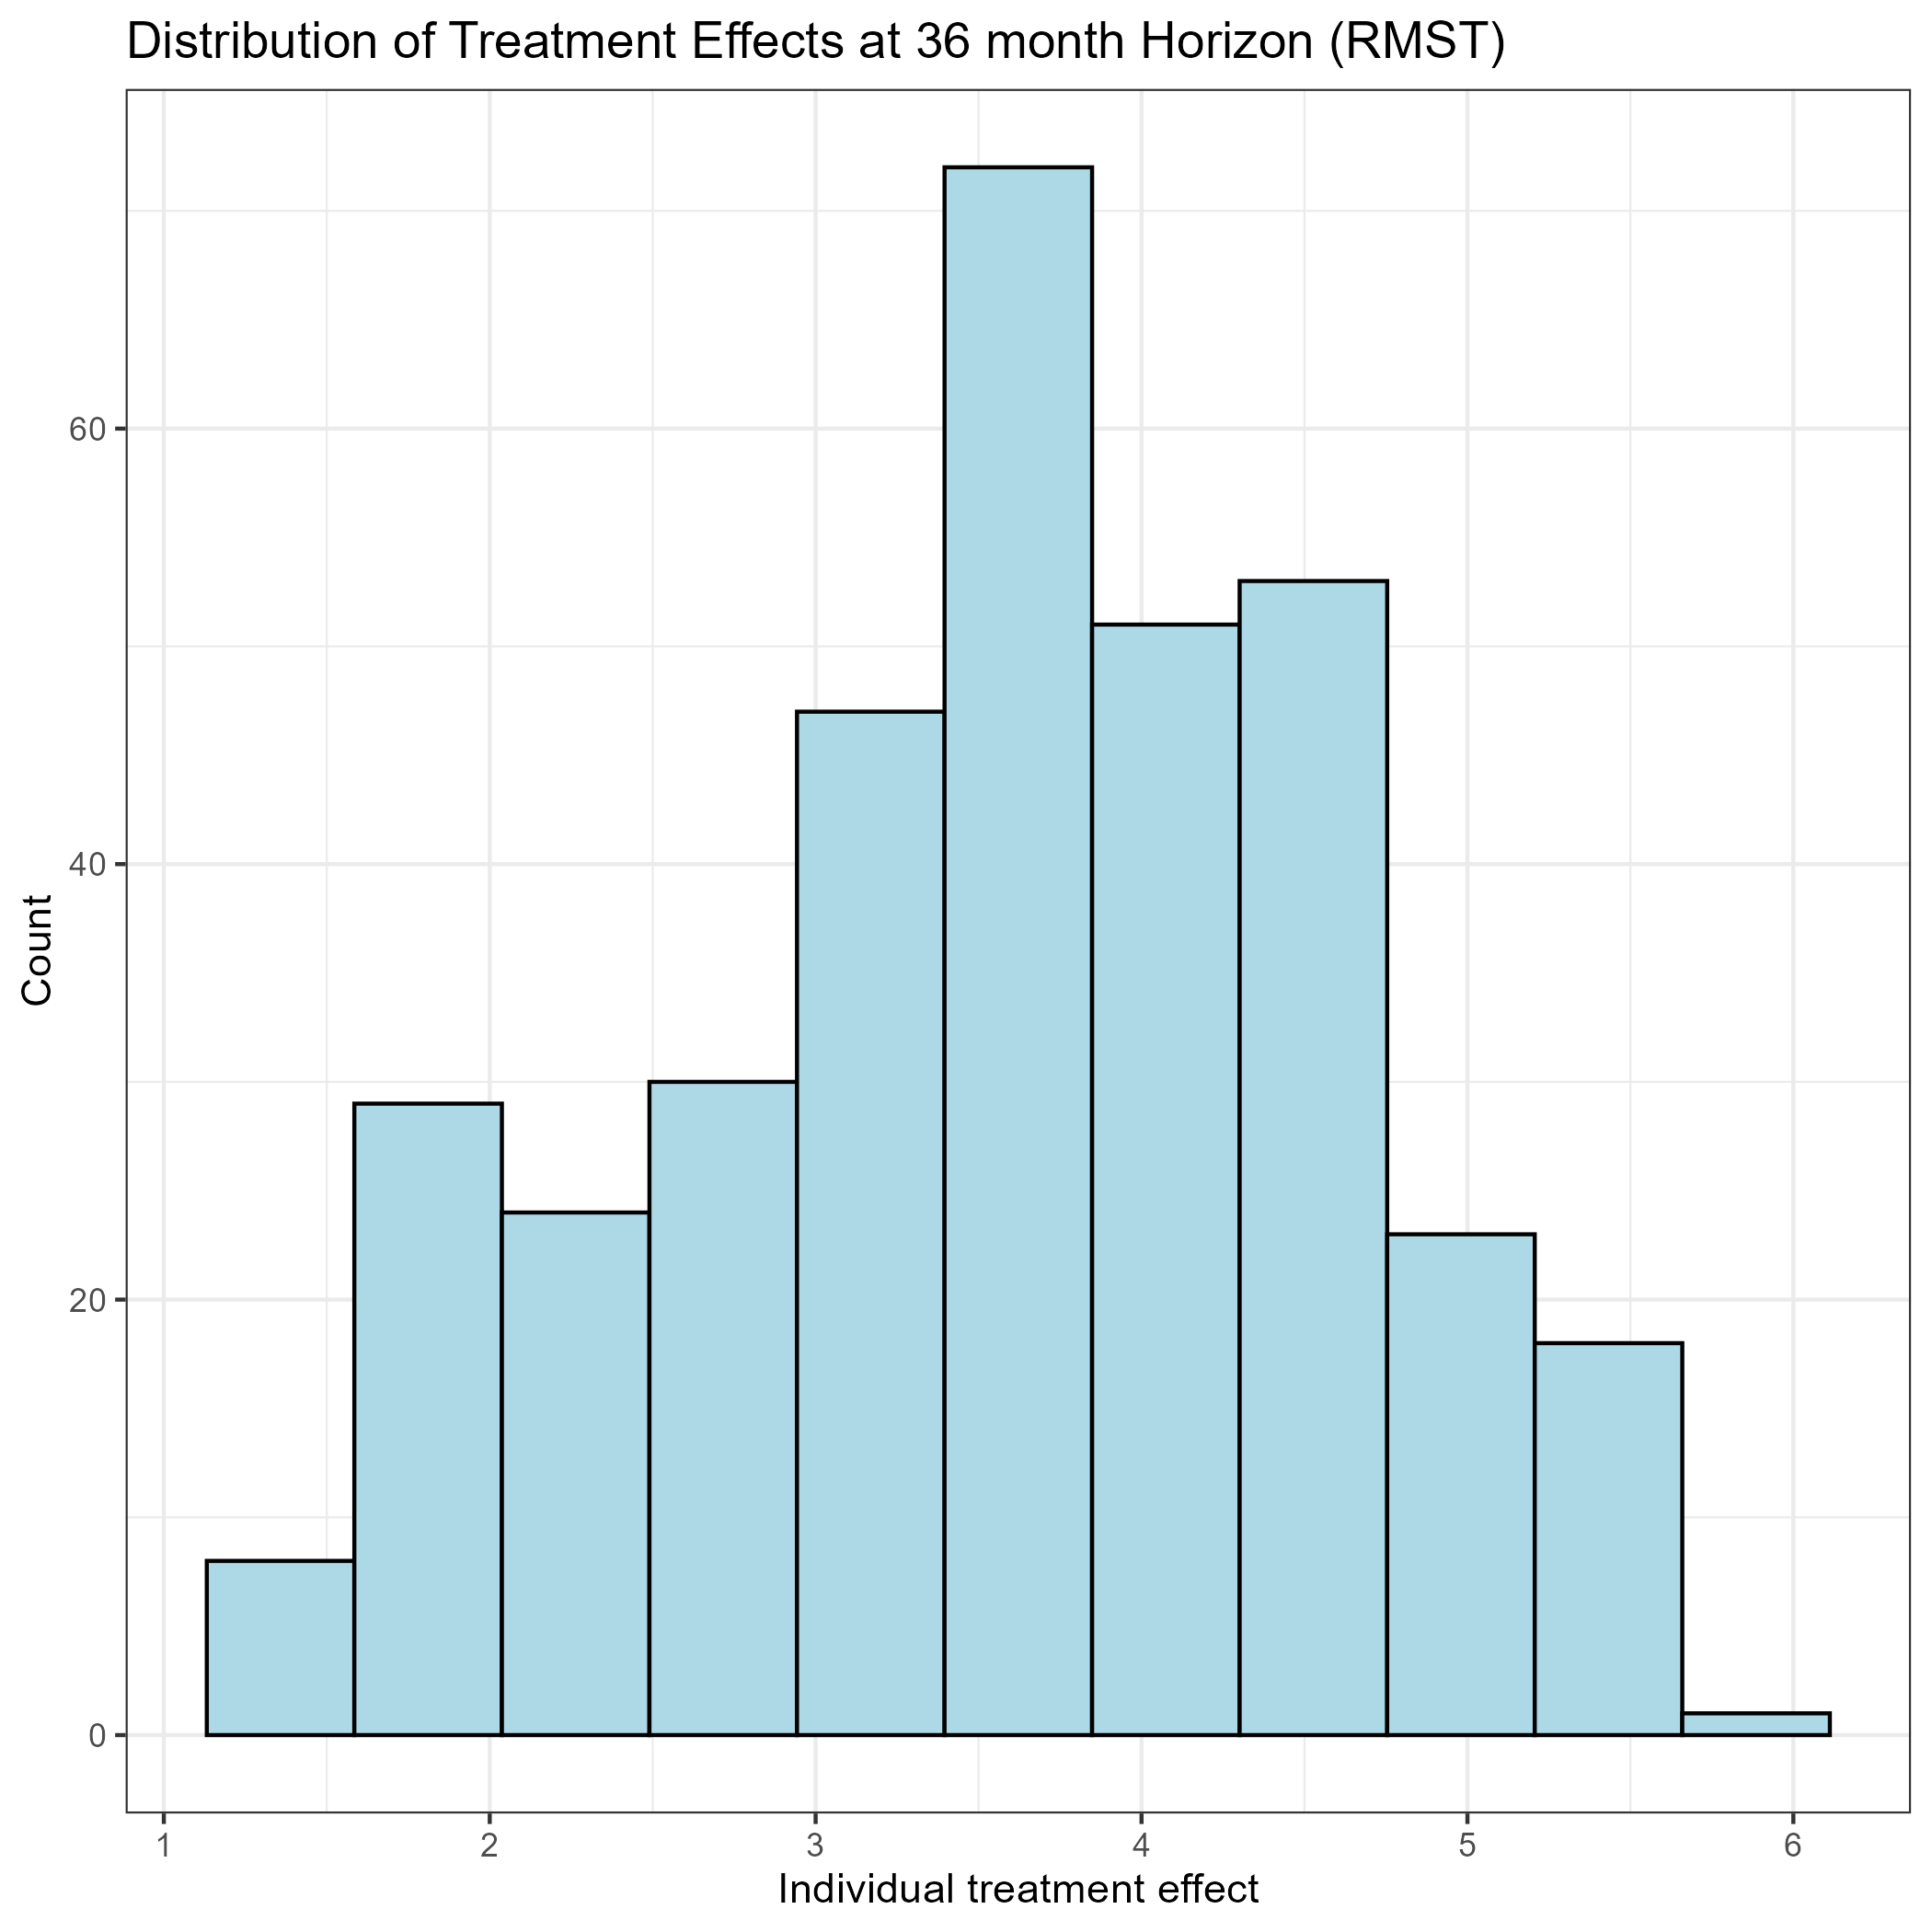 Distribution of Treatment Effects at 36 month Horizon (RMST)
60
40
20
0
Count
1 2 3 4 5 6
Individual treatment effect